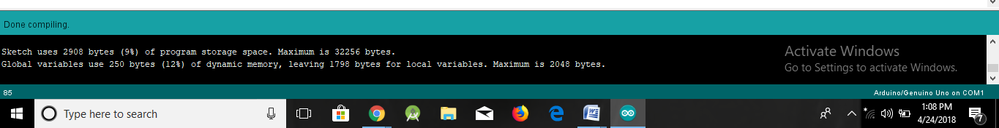 Done compiling.
Sketch uses 2908 bytes (9%) of program storage space. Maximum is 32256 bytes.
Global variables use 250 bytes (12%) of dynamic memory, leaving 1798 bytes for local variables. Maximum is 2048 bytes.
Activate Windows
Go to Settings to activate Windows.
85
Arduino/Genuino Uno on COM1
Type here to search
1:08 PM
4/24/2018
7